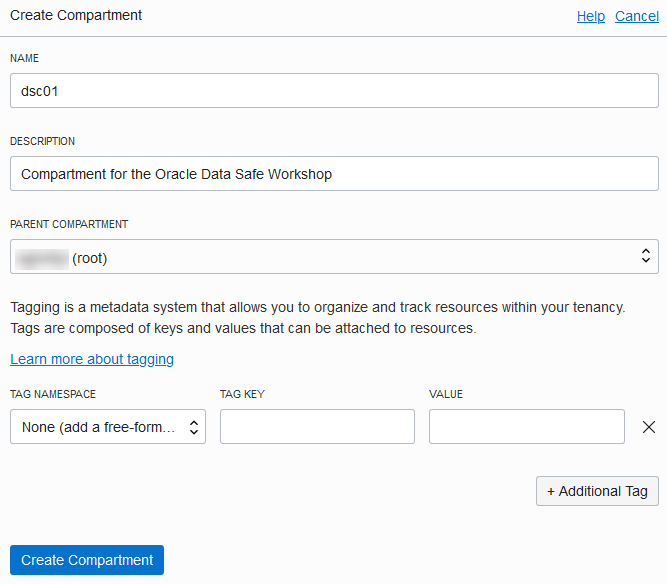 Create Compartment Help Cancel
NAME
dsc01
DESCRIPTION
Compartment for the Oracle Data Safe Workshop
PARENT COMPARTMENT
(root)
Tagging is a metadata system that allows you to organize and track resources within your tenancy.
Tags are composed of keys and values that can be attached to resources.
Learn more about tagging
TAG NAMESPACE TAG KEY VALUE
None (add a free-form...
+ Additional Tag
Create Compartment